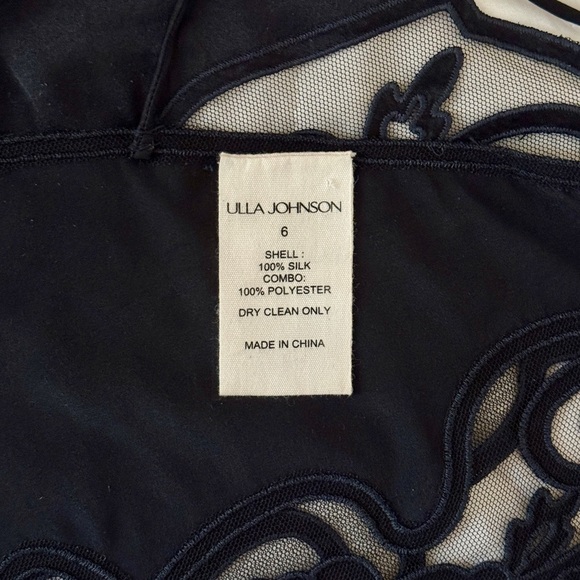 ULLA JOHNSON
6
SHELL :
100% SILK
COMBO:
100% POLYESTER
DRY CLEAN ONLY
MADE IN CHINA